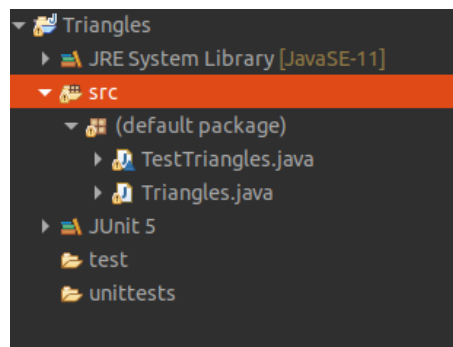 Triangles
JRE System Library [JavaSE-11]
src
(default package)
TestTriangles.java
Triangles.java
JUnit 5
test
unittests